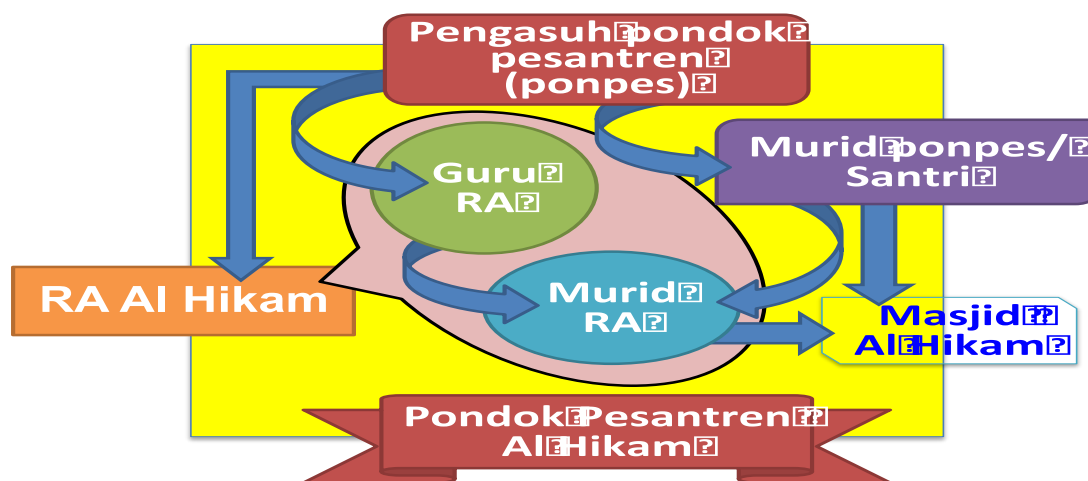 Pengasuh pondok
pesantren
(ponpes)
Murid ponpes/
Santri
Guru
RA
RA Al Hikam
Murid
RA
Masjid
Al Hikam
Pondok Pesantren
Al Hikam